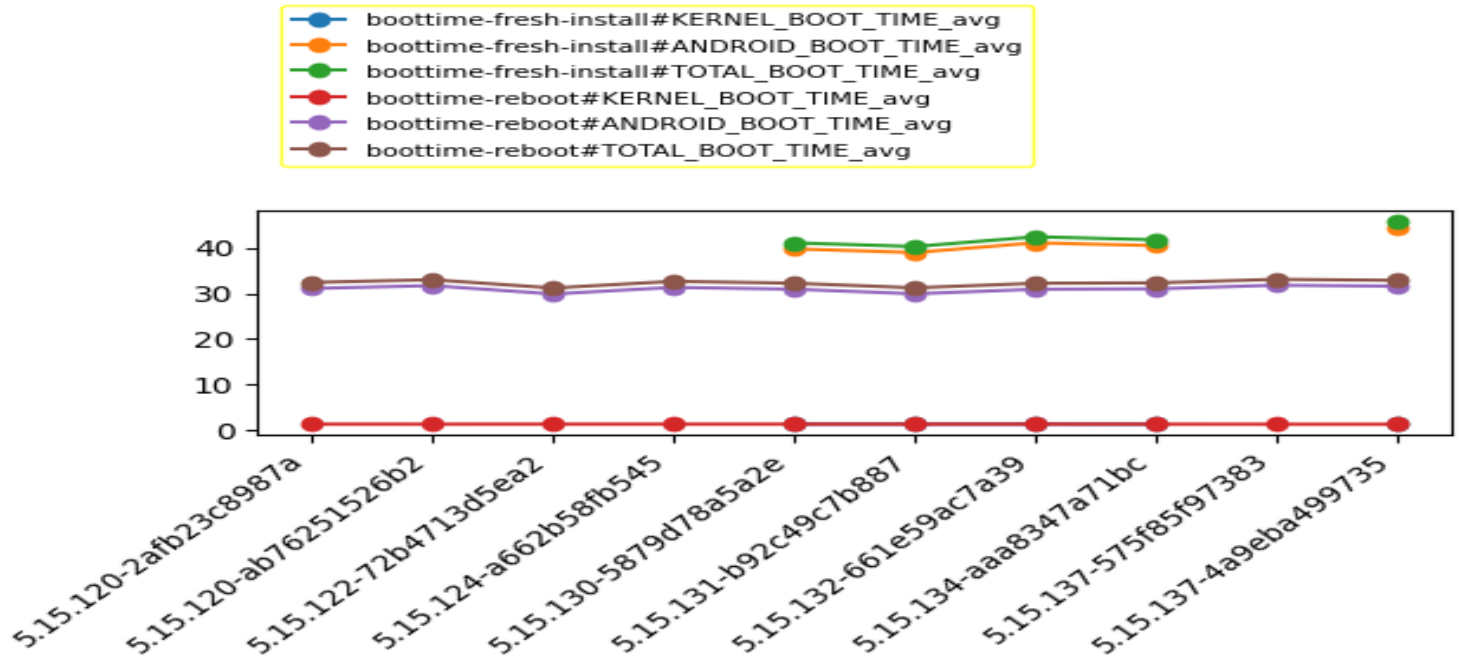 boottime-fresh-install#KERNEL_BOOT_TIME_avg
boottime-fresh-install#ANDROID_BOOT_TIME_avg
boottime-fresh-install#TOTAL_BOOT_TIME_avg
boottime-reboot#KERNEL_BOOT_TIME_avg
boottime-reboot#ANDROID_BOOT_TIME_avg
boottime-reboot#TOTAL_BOOT_TIME_avg
40
30
20
10
0
5.15.120-2afb23c8987a
5.15.120-ab76251526b2
5.15.122-72b4713d5ea2
5.15.124-a662b58fb545
5.15.130-5879d78a5a2e
5.15.131-b92c49c7b887
5.15.132-661e59ac7a39
5.15.134-aaa8347a71bc
5.15.137-575f85f97383
5.15.137-4a9eba499735